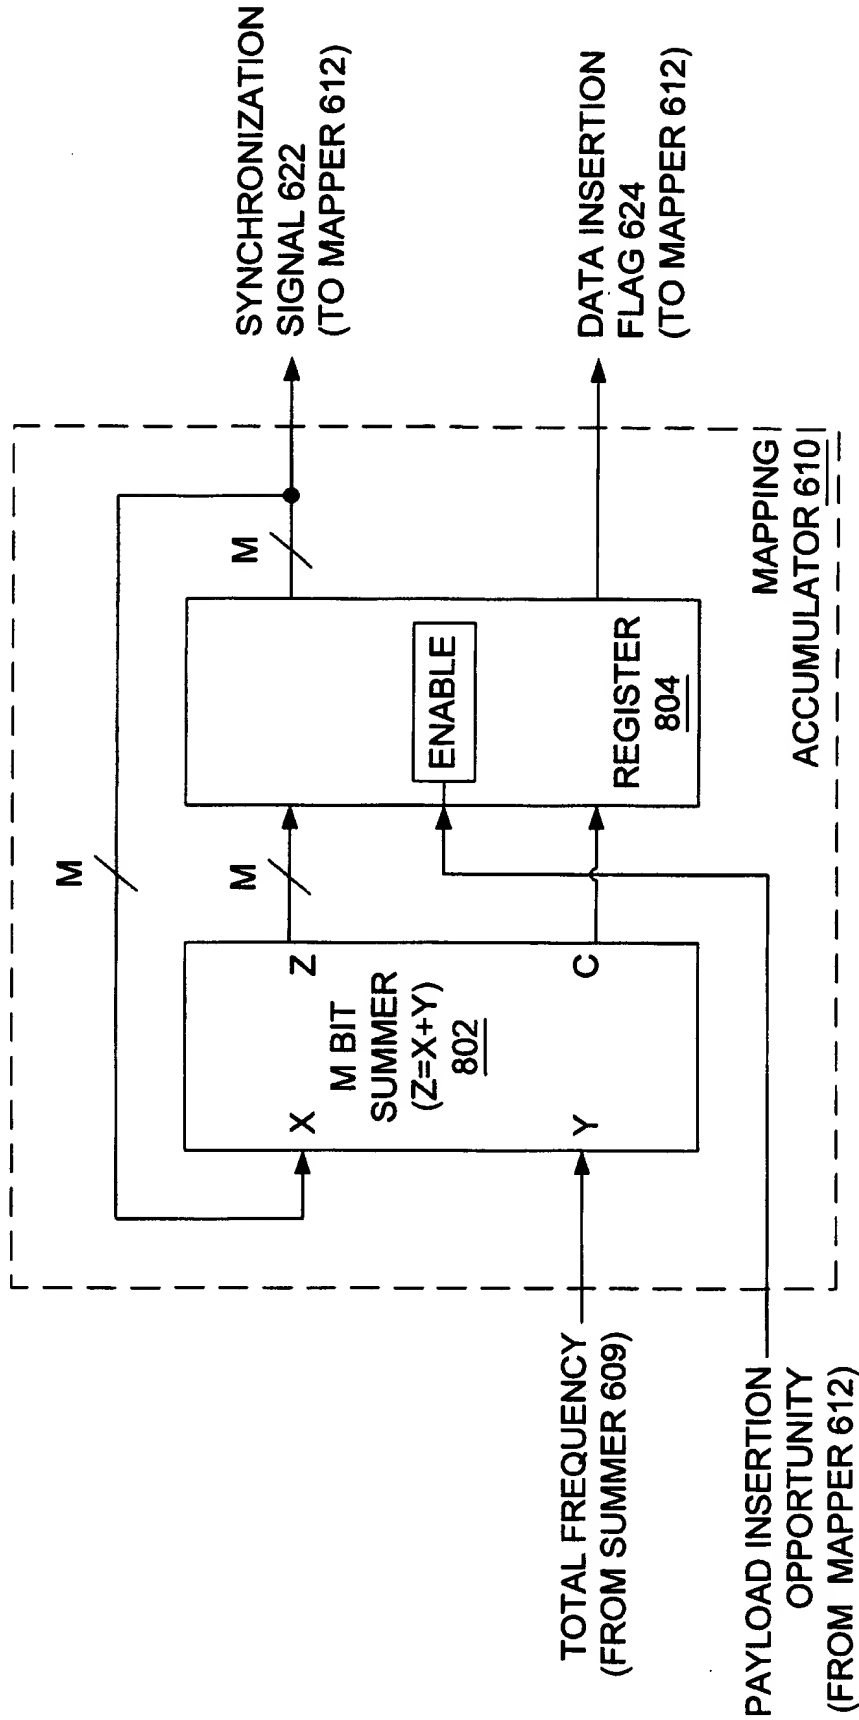 SYNCHRONIZATION
SIGNAL 622
(TO MAPPER 612)
DATA INSERTION
FLAG 624
(TO MAPPER 612)
M
M
M
Z
C
X
Y
M BIT
SUMMER
(Z=X+Y)
802
ENABLE
REGISTER
804
MAPPING
ACCUMULATOR 610
TOTAL FREQUENCY
(FROM SUMMER 609)
PAYLOAD INSERTION
OPPORTUNITY
(FROM MAPPER 612)